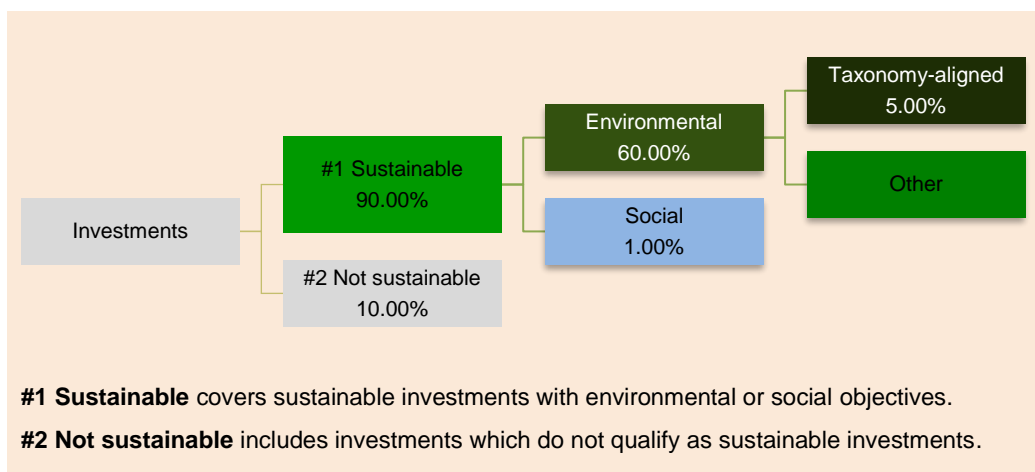 Investments
#1 Sustainable
90.00%
#2 Not sustainable
10.00%
Environmental
60.00%
Social
1.00%
Taxonomy-aligned
5.00%
Other
#1 Sustainable covers sustainable investments with environmental or social objectives.
#2 Not sustainable includes investments which do not qualify as sustainable investments.